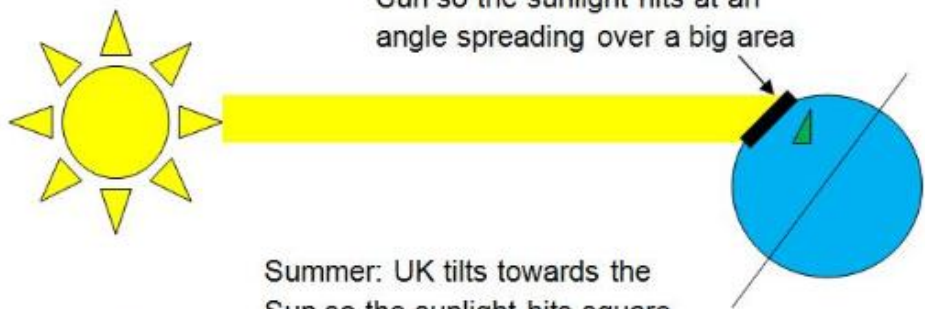 Sun so the sunlight hits at an
angle spreading over a big area
Summer: UK tilts towards the
Sun so the sunlight hits square